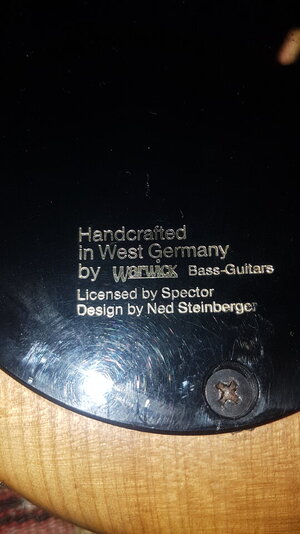 Handcrafted
in West Germany
by Warwick Bass-Guitars
Licensed by Spector
Design by Ned Steinberger